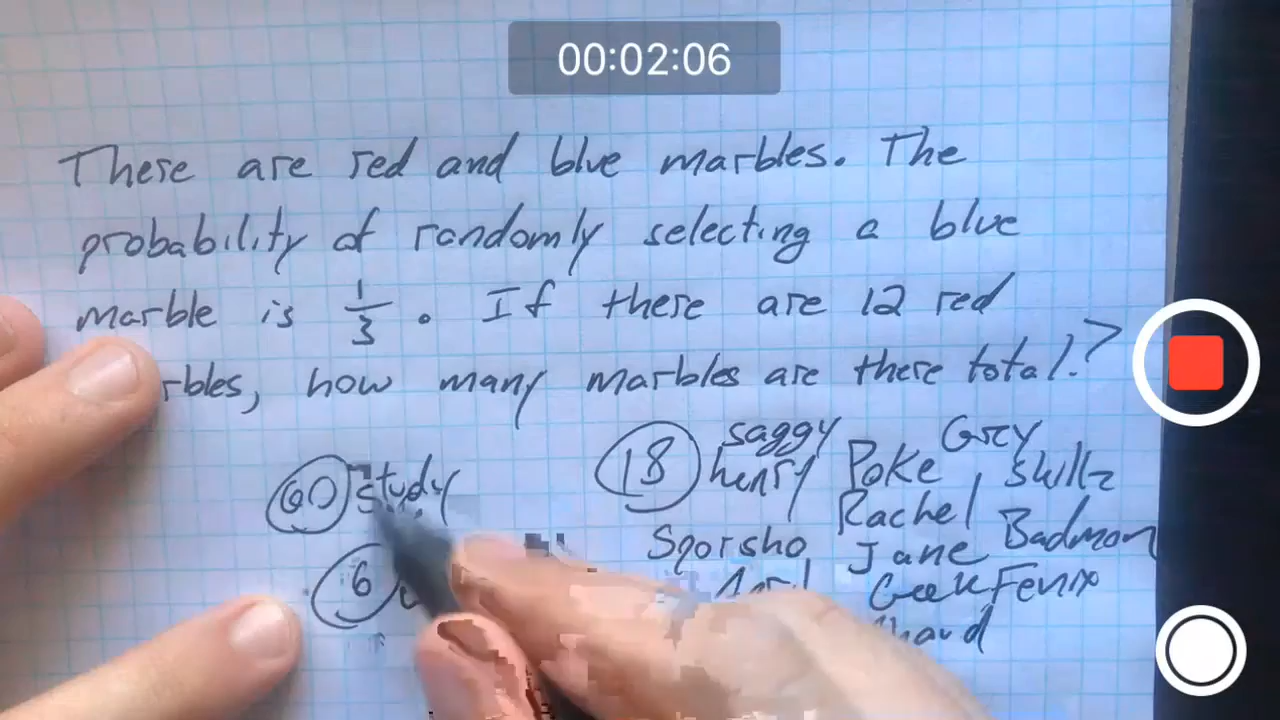 00:02:06
There are red and blue marbles. The
probability of randomly selecting a blue
marble is 1/3. If there are 12 red
rbles, how many marbles are there total?
60 study
18 saggy henry Poke Grey Skillz
Rachel
Sporsho Jane Badmon
Geek Fenix
6